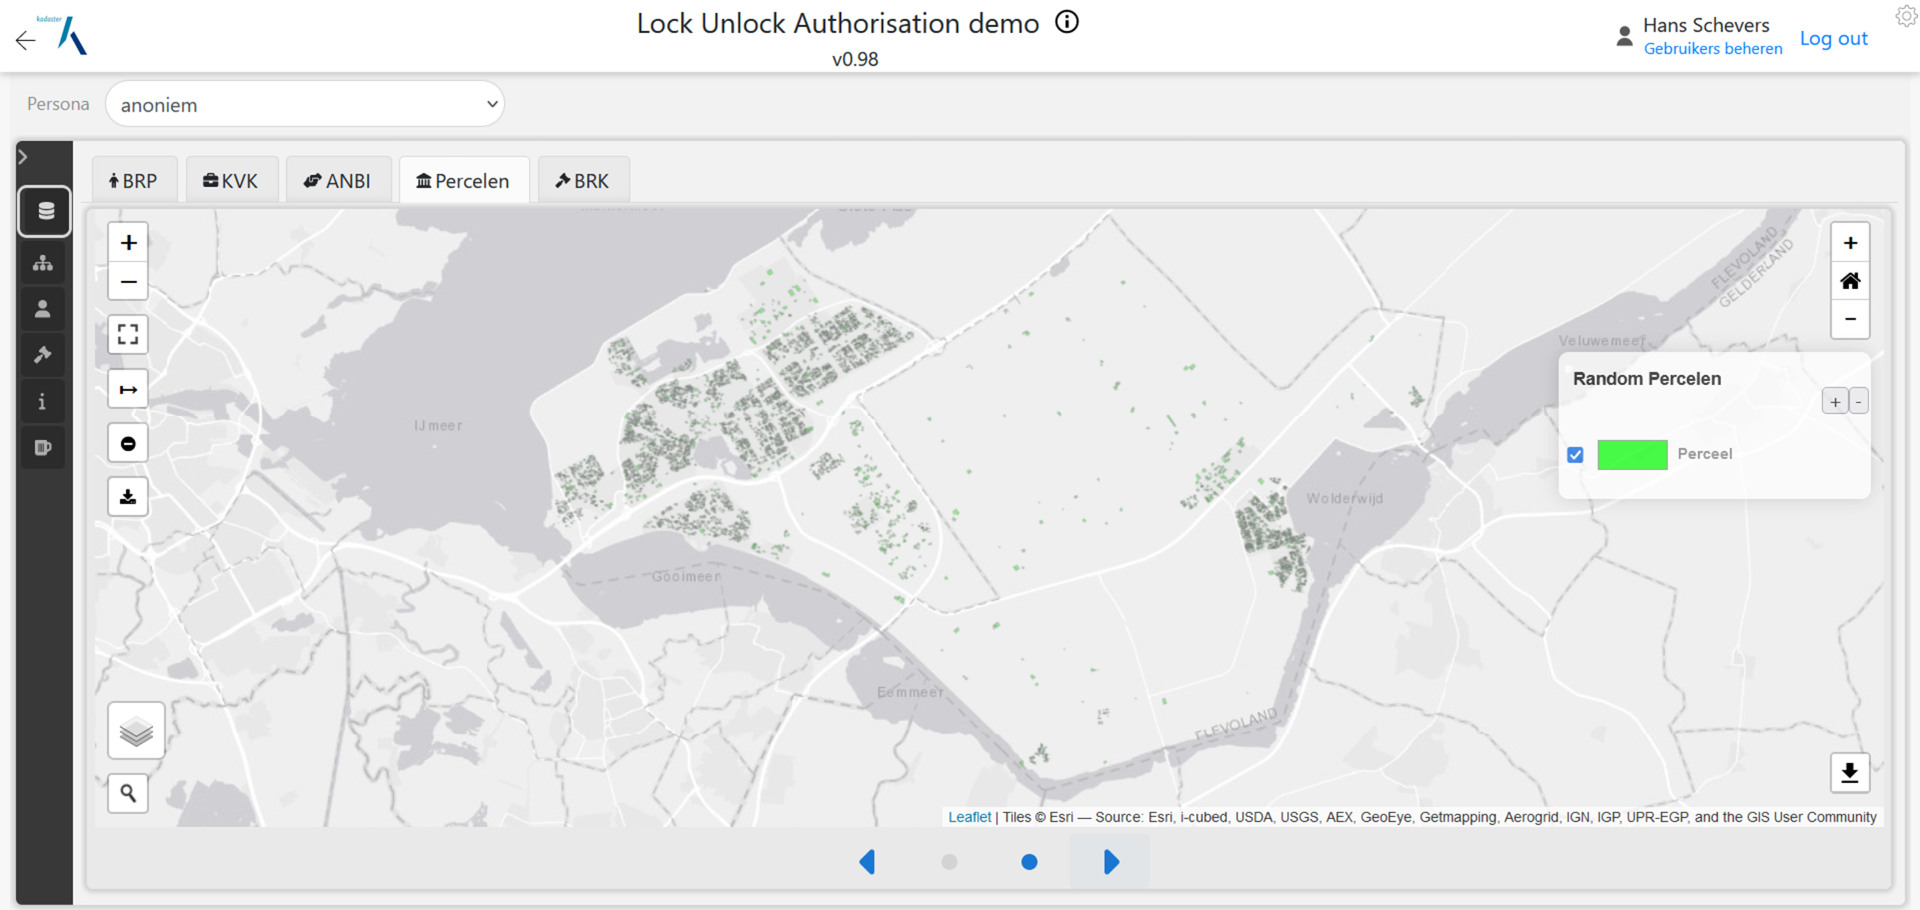 kadaster
Lock Unlock Authorisation demo
v0.98
Hans Schevers
Gebruikers beheren
Log out
Persona
anoniem
BRP
KVK
ANBI
Percelen
BRK
IJmeer
Gooimeer
Eemmeer
Wolderwijd
Veluwemeer
FLEVOLAND
GELDERLAND
FLEVOLAND
Random Percelen
+
-
Perceel
Leaflet | Tiles © Esri — Source: Esri, i-cubed, USDA, USGS, AEX, GeoEye, Getmapping, Aerogrid, IGN, IGP, UPR-EGP, and the GIS User Community